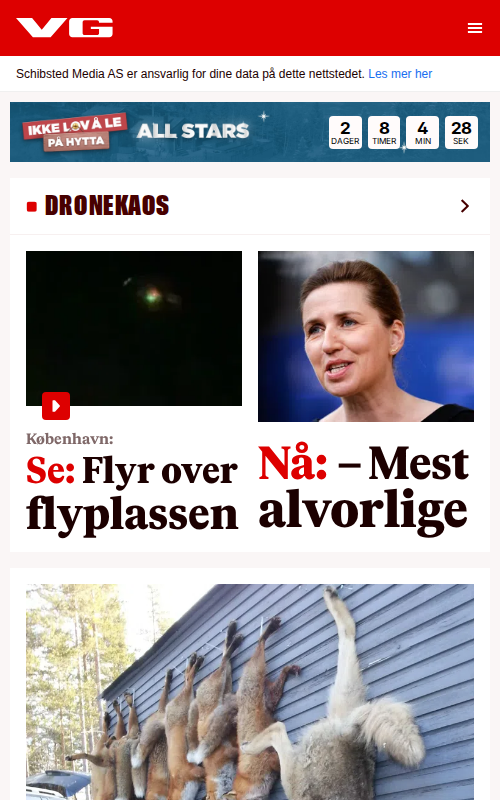 VG
Schibsted Media AS er ansvarlig for dine data på dette nettstedet. Les mer her
IKKE LOV Å LE
PÅ HYTTA
ALL STARS
2 8 4 28
DAGER TIMER MIN SEK
DRONEKAOS
København:
Se: Flyr over
flyplassen
Nå: – Mest
alvorlige